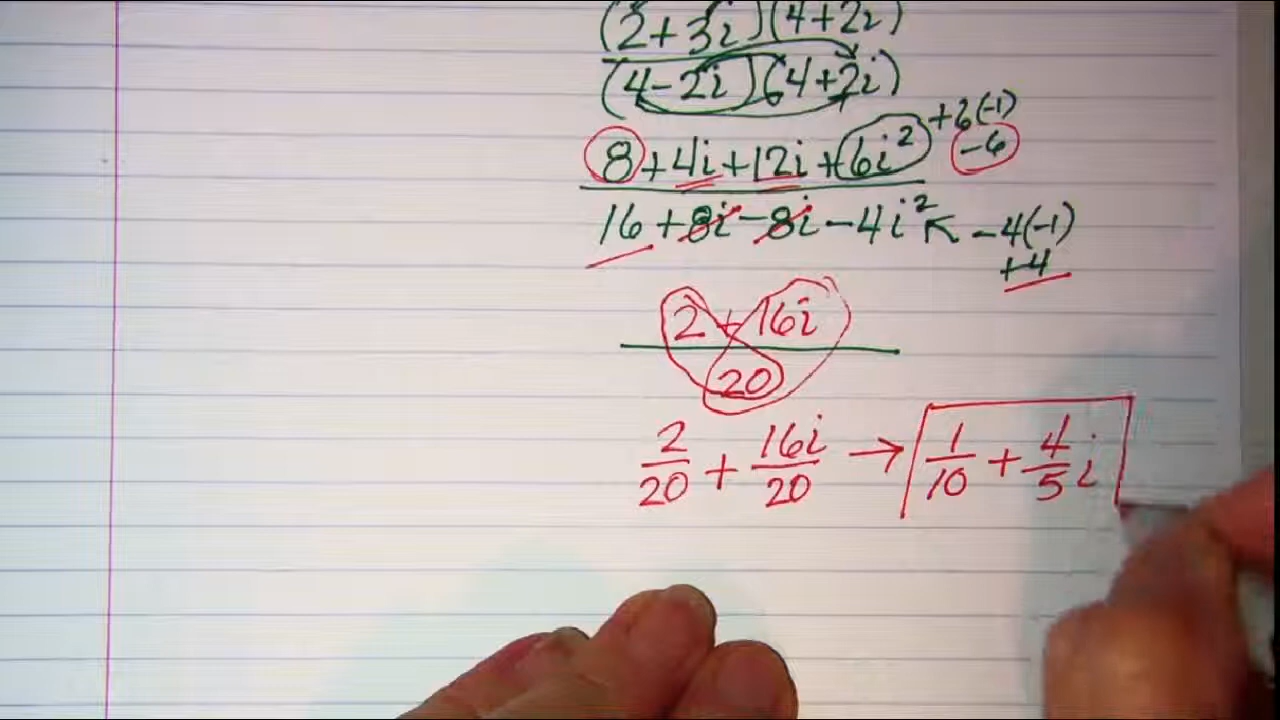 (2+3i)(4+2i)
(4-2i)(4+2i)
+6(-1)
8+4i+12i+6i² -6
16+8i-8i-4i² ↖ -4(-1)
+4
2+16i
20
2/20 + 16i/20 → 1/10 + 4/5 i